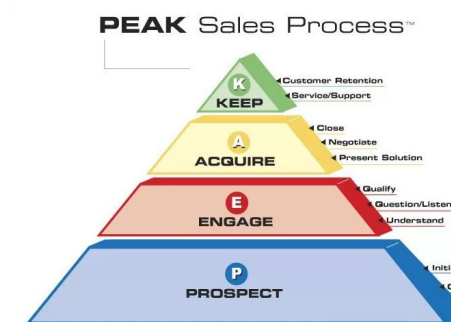 PEAK Sales Process™
K
KEEP
Customer Retention
Service/Support
A
ACQUIRE
Close
Negotiate
Present Solution
E
ENGAGE
Qualify
Question/Listen
Understand
P
PROSPECT